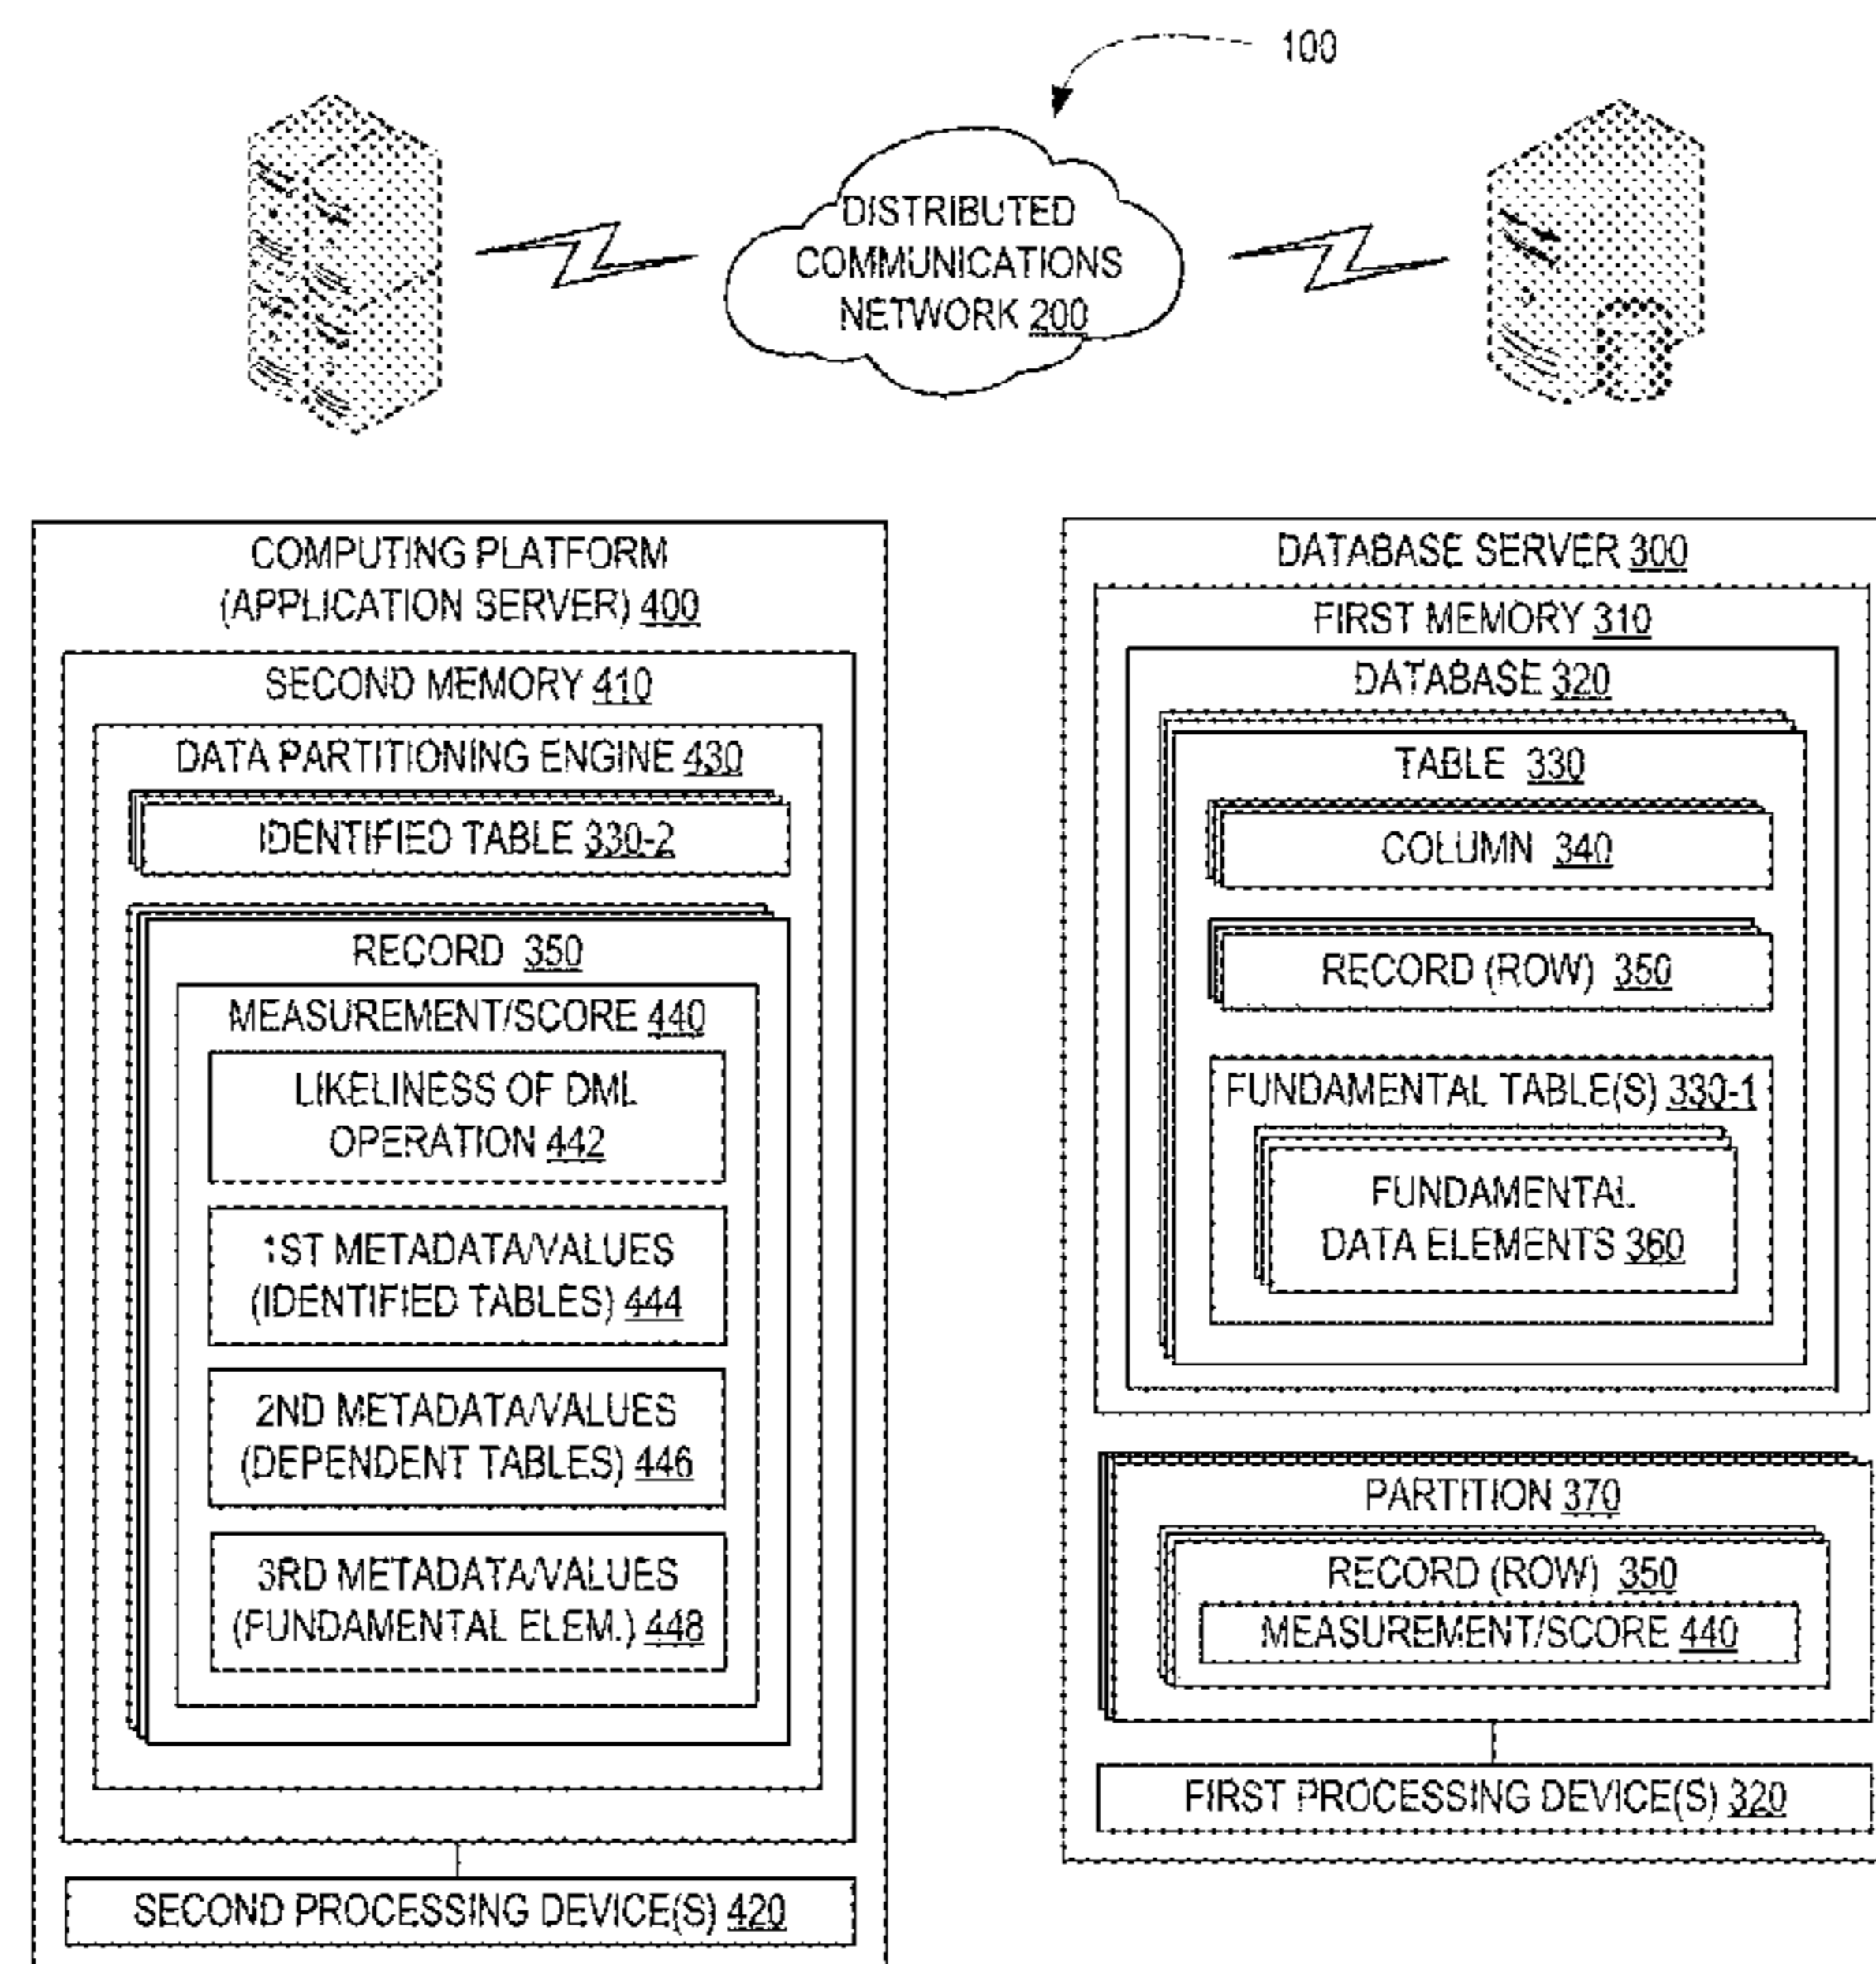 100
DISTRIBUTED
COMMUNICATIONS
NETWORK 200
COMPUTING PLATFORM
(APPLICATION SERVER) 400
SECOND MEMORY 410
DATA PARTITIONING ENGINE 430
IDENTIFIED TABLE 330-2
RECORD 350
MEASUREMENT/SCORE 440
LIKELINESS OF DML
OPERATION 442
1ST METADATA/VALUES
(IDENTIFIED TABLES) 444
2ND METADATA/VALUES
(DEPENDENT TABLES) 446
3RD METADATA/VALUES
(FUNDAMENTAL ELEM.) 448
SECOND PROCESSING DEVICE(S) 420
DATABASE SERVER 300
FIRST MEMORY 310
DATABASE 320
TABLE 330
COLUMN 340
RECORD (ROW) 350
FUNDAMENTAL TABLE(S) 330-1
FUNDAMENTAL
DATA ELEMENTS 360
PARTITION 370
RECORD (ROW) 350
MEASUREMENT/SCORE 440
FIRST PROCESSING DEVICE(S) 320